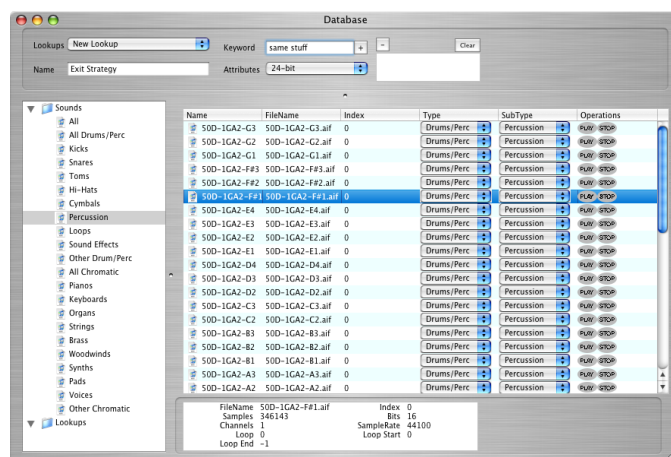 Database
Lookups New Lookup Keyword same stuff + - Clear
Name Exit Strategy Attributes 24-bit
Sounds
All
All Drums/Perc
Kicks
Snares
Toms
Hi-Hats
Cymbals
Percussion
Loops
Sound Effects
Other Drum/Perc
All Chromatic
Pianos
Keyboards
Organs
Strings
Brass
Woodwinds
Synths
Pads
Voices
Other Chromatic
Lookups
Name FileName Index Type SubType Operations
50D-1GA2-G3 50D-1GA2-G3.aif 0 Drums/Perc Percussion PLAY STOP
50D-1GA2-G2 50D-1GA2-G2.aif 0 Drums/Perc Percussion PLAY STOP
50D-1GA2-G1 50D-1GA2-G1.aif 0 Drums/Perc Percussion PLAY STOP
50D-1GA2-F#3 50D-1GA2-F#3.aif 0 Drums/Perc Percussion PLAY STOP
50D-1GA2-F#2 50D-1GA2-F#2.aif 0 Drums/Perc Percussion PLAY STOP
50D-1GA2-F#1 50D-1GA2-F#1.aif 0 Drums/Perc Percussion PLAY STOP
50D-1GA2-E4 50D-1GA2-E4.aif 0 Drums/Perc Percussion PLAY STOP
50D-1GA2-E3 50D-1GA2-E3.aif 0 Drums/Perc Percussion PLAY STOP
50D-1GA2-E2 50D-1GA2-E2.aif 0 Drums/Perc Percussion PLAY STOP
50D-1GA2-E1 50D-1GA2-E1.aif 0 Drums/Perc Percussion PLAY STOP
50D-1GA2-D4 50D-1GA2-D4.aif 0 Drums/Perc Percussion PLAY STOP
50D-1GA2-D3 50D-1GA2-D3.aif 0 Drums/Perc Percussion PLAY STOP
50D-1GA2-D2 50D-1GA2-D2.aif 0 Drums/Perc Percussion PLAY STOP
50D-1GA2-C3 50D-1GA2-C3.aif 0 Drums/Perc Percussion PLAY STOP
50D-1GA2-C2 50D-1GA2-C2.aif 0 Drums/Perc Percussion PLAY STOP
50D-1GA2-B3 50D-1GA2-B3.aif 0 Drums/Perc Percussion PLAY STOP
50D-1GA2-B2 50D-1GA2-B2.aif 0 Drums/Perc Percussion PLAY STOP
50D-1GA2-B1 50D-1GA2-B1.aif 0 Drums/Perc Percussion PLAY STOP
50D-1GA2-A3 50D-1GA2-A3.aif 0 Drums/Perc Percussion PLAY STOP
50D-1GA2-A2 50D-1GA2-A2.aif 0 Drums/Perc Percussion PLAY STOP
FileName 50D-1GA2-F#1.aif Index 0
Samples 346143 Bits 16
Channels 1 SampleRate 44100
Loop 0 Loop Start 0
Loop End -1